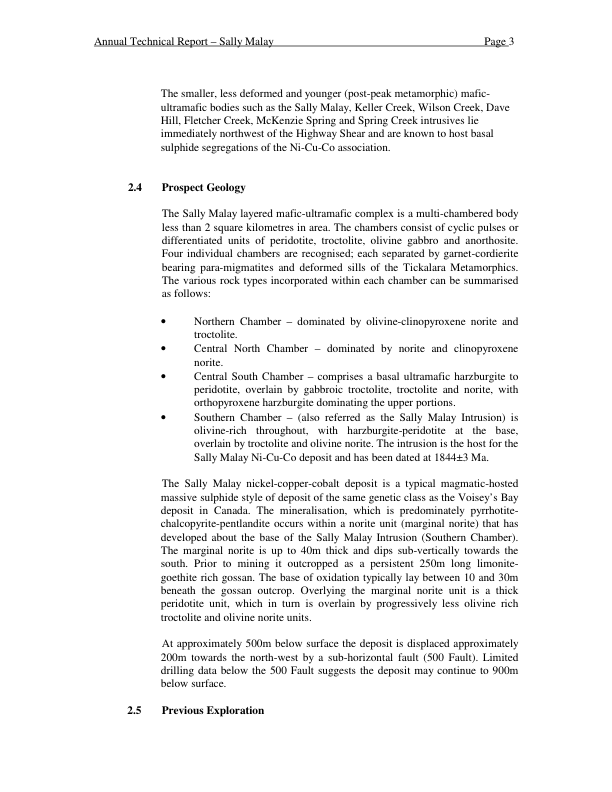 Annual Technical Report – Sally Malay Page 3
The smaller, less deformed and younger (post-peak metamorphic) mafic-
ultramafic bodies such as the Sally Malay, Keller Creek, Wilson Creek, Dave
Hill, Fletcher Creek, McKenzie Spring and Spring Creek intrusives lie
immediately northwest of the Highway Shear and are known to host basal
sulphide segregations of the Ni-Cu-Co association.
2.4 Prospect Geology
The Sally Malay layered mafic-ultramafic complex is a multi-chambered body
less than 2 square kilometres in area. The chambers consist of cyclic pulses or
differentiated units of peridotite, troctolite, olivine gabbro and anorthosite.
Four individual chambers are recognised; each separated by garnet-cordierite
bearing para-migmatites and deformed sills of the Tickalara Metamorphics.
The various rock types incorporated within each chamber can be summarised
as follows:
• Northern Chamber – dominated by olivine-clinopyroxene norite and
troctolite.
• Central North Chamber – dominated by norite and clinopyroxene
norite.
• Central South Chamber – comprises a basal ultramafic harzburgite to
peridotite, overlain by gabbroic troctolite, troctolite and norite, with
orthopyroxene harzburgite dominating the upper portions.
• Southern Chamber – (also referred as the Sally Malay Intrusion) is
olivine-rich throughout, with harzburgite-peridotite at the base,
overlain by troctolite and olivine norite. The intrusion is the host for the
Sally Malay Ni-Cu-Co deposit and has been dated at 1844±3 Ma.
The Sally Malay nickel-copper-cobalt deposit is a typical magmatic-hosted
massive sulphide style of deposit of the same genetic class as the Voisey's Bay
deposit in Canada. The mineralisation, which is predominately pyrrhotite-
chalcopyrite-pentlandite occurs within a norite unit (marginal norite) that has
developed about the base of the Sally Malay Intrusion (Southern Chamber).
The marginal norite is up to 40m thick and dips sub-vertically towards the
south. Prior to mining it outcropped as a persistent 250m long limonite-
goethite rich gossan. The base of oxidation typically lay between 10 and 30m
beneath the gossan outcrop. Overlying the marginal norite unit is a thick
peridotite unit, which in turn is overlain by progressively less olivine rich
troctolite and olivine norite units.
At approximately 500m below surface the deposit is displaced approximately
200m towards the north-west by a sub-horizontal fault (500 Fault). Limited
drilling data below the 500 Fault suggests the deposit may continue to 900m
below surface.
2.5 Previous Exploration